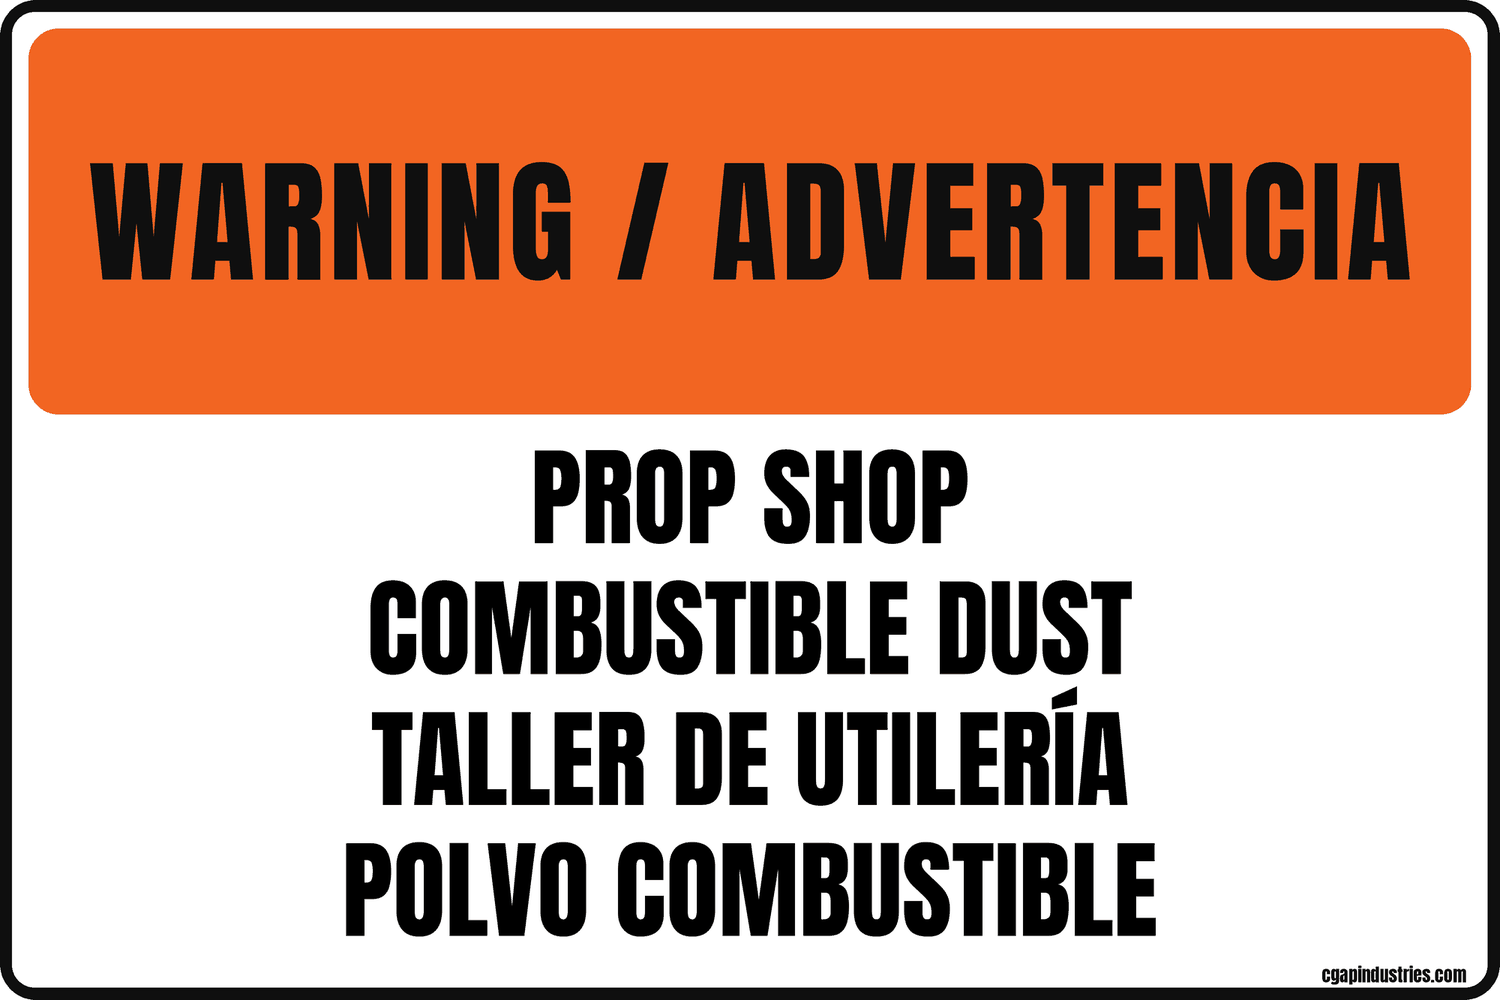 WARNING / ADVERTENCIA
PROP SHOP
COMBUSTIBLE DUST
TALLER DE UTILERÍA
POLVO COMBUSTIBLE
cgapindustries.com